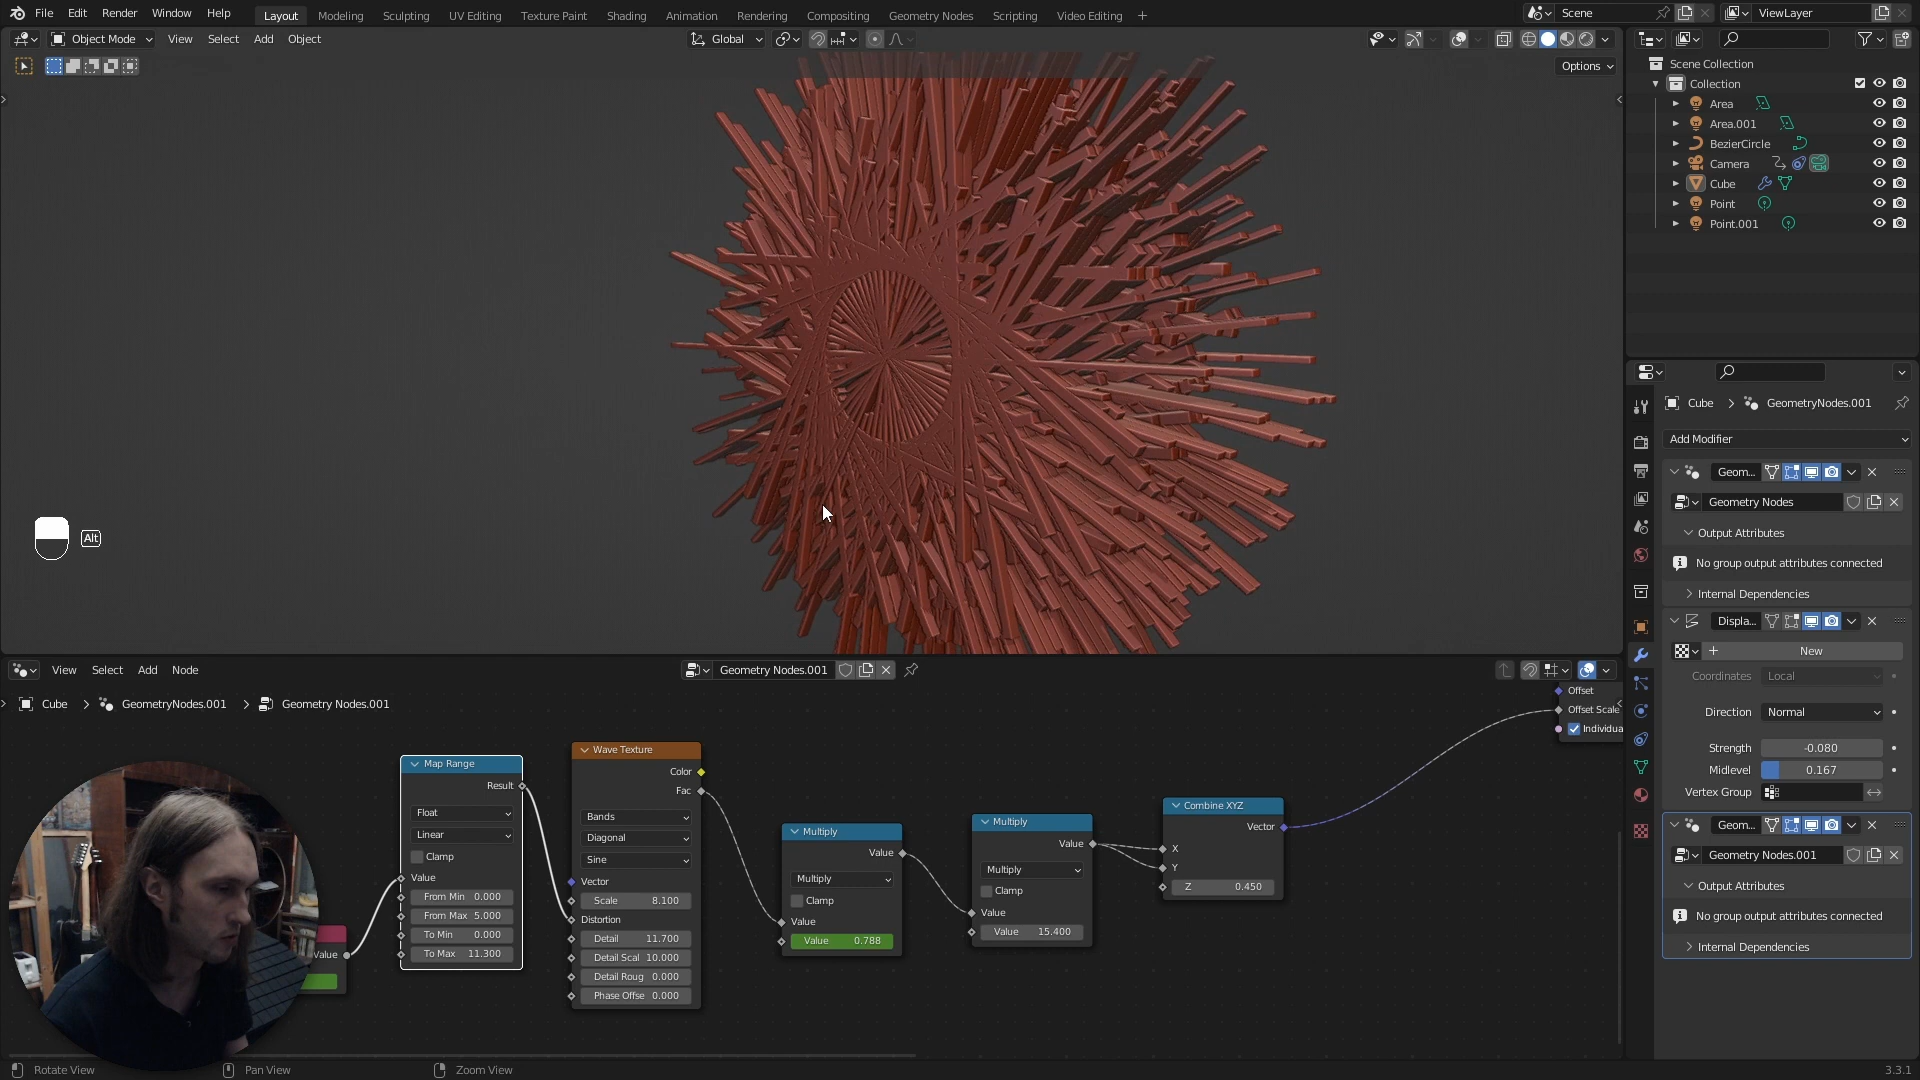 File Edit Render Window Help
Layout Modeling Sculpting UV Editing Texture Paint Shading Animation Rendering Compositing Geometry Nodes Scripting Video Editing +
Scene
ViewLayer
Object Mode View Select Add Object
Global
Options
Scene Collection
Collection
Area
Area.001
BezierCircle
Camera
Cube
Point
Point.001
Cube > GeometryNodes.001
Add Modifier
Geom...
Geometry Nodes
Output Attributes
No group output attributes connected
Internal Dependencies
Displa...
+ New
Coordinates Local
Direction Normal
Strength -0.080
Midlevel 0.167
Vertex Group
Geom...
Geometry Nodes.001
Output Attributes
No group output attributes connected
Internal Dependencies
Alt
View Select Add Node
Geometry Nodes.001
Cube > GeometryNodes.001 > Geometry Nodes.001
Value
Map Range
Result
Float
Linear
Clamp
Value
From Min 0.000
From Max 5.000
To Min 0.000
To Max 11.300
Wave Texture
Color
Fac
Bands
Diagonal
Sine
Vector
Scale 8.100
Distortion
Detail 11.700
Detail Scal 10.000
Detail Roug 0.000
Phase Offse 0.000
Multiply
Value
Multiply
Clamp
Value
Value 0.788
Multiply
Value
Multiply
Clamp
Value
Value 15.400
Combine XYZ
Vector
X
Y
Z 0.450
Offset
Offset Scale
Individua
Rotate View
Pan View
Zoom View
3.3.1